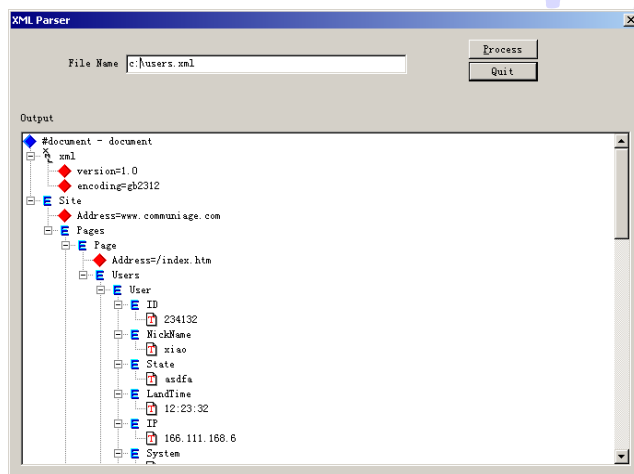 XML Parser
File Name c:\users.xml
Process
Quit
Output
#document - document
xml
version=1.0
encoding=gb2312
E Site
Address=www.communiage.com
E Pages
E Page
Address=/index.htm
E Users
E User
E ID
T 234132
E NickName
T xiao
E State
T asdfa
E LandTime
T 12:23:32
E IP
T 166.111.168.6
E System